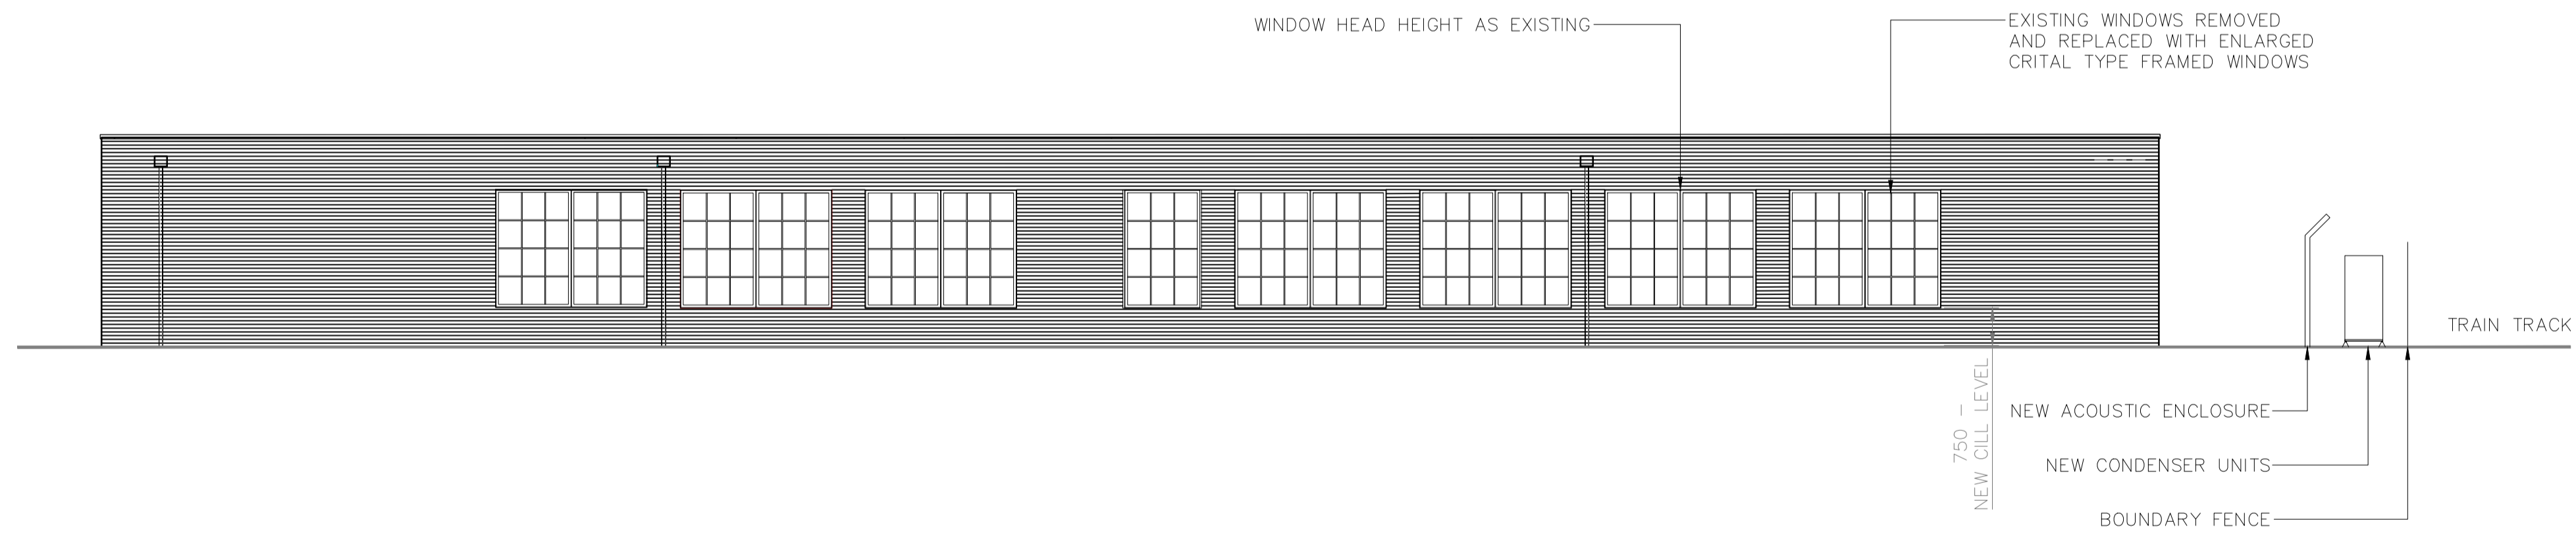 WINDOW HEAD HEIGHT AS EXISTING
EXISTING WINDOWS REMOVED
AND REPLACED WITH ENLARGED
CRITAL TYPE FRAMED WINDOWS
TRAIN TRACK
750 –
NEW CILL LEVEL
NEW ACOUSTIC ENCLOSURE
NEW CONDENSER UNITS
BOUNDARY FENCE